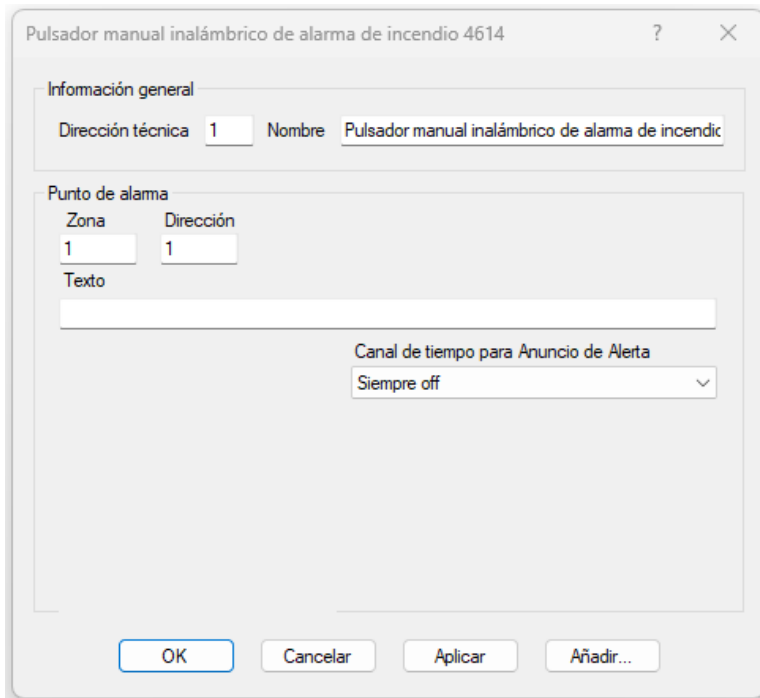 Pulsador manual inalámbrico de alarma de incendio 4614 ?
Información general
Dirección técnica 1 Nombre Pulsador manual inalámbrico de alarma de incendic
Punto de alarma
Zona Dirección
1 1
Texto
Canal de tiempo para Anuncio de Alerta
Siempre off
OK Cancelar Aplicar Añadir...